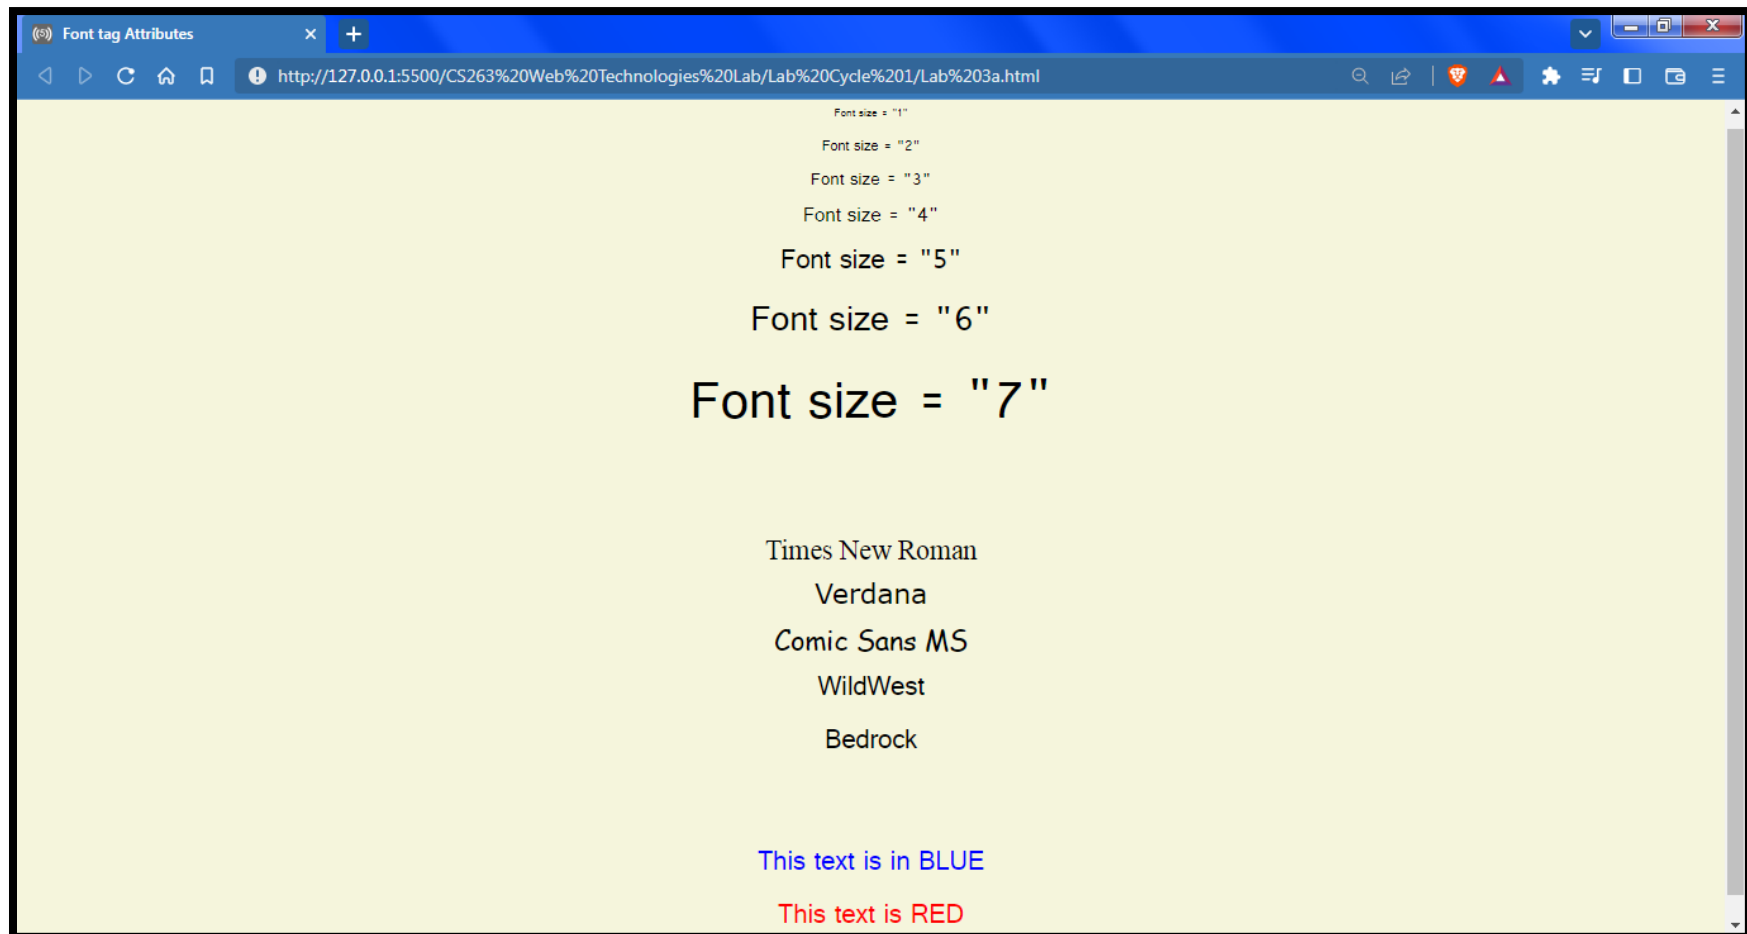 Font tag Attributes
http://127.0.0.1:5500/CS263%20Web%20Technologies%20Lab/Lab%20Cycle%201/Lab%203a.html
Font size = "1"
Font size = "2"
Font size = "3"
Font size = "4"
Font size = "5"
Font size = "6"
Font size = "7"
Times New Roman
Verdana
Comic Sans MS
WildWest
Bedrock
This text is in BLUE
This text is RED